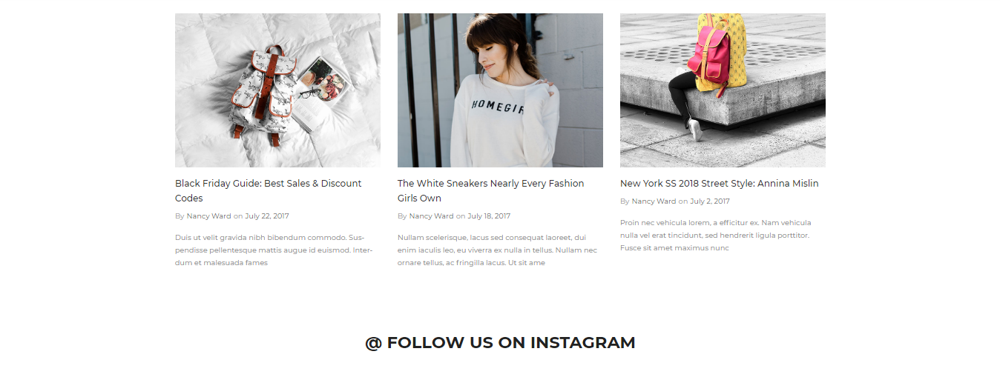 HOMEGIR
Black Friday Guide: Best Sales & Discount
Codes
By Nancy Ward on July 22, 2017
Duis ut velit gravida nibh bibendum commodo. Sus-
pendisse pellentesque mattis augue id euismod. Inter-
dum et malesuada fames
The White Sneakers Nearly Every Fashion
Girls Own
By Nancy Ward on July 18, 2017
Nullam scelerisque, lacus sed consequat laoreet, dui
enim iaculis leo, eu viverra ex nulla in tellus. Nullam nec
ornare tellus, ac fringilla lacus. Ut sit ame
New York SS 2018 Street Style: Annina Mislin
By Nancy Ward on July 2, 2017
Proin nec vehicula lorem, a efficitur ex. Nam vehicula
nulla vel erat tincidunt, sed hendrerit ligula porttitor.
Fusce sit amet maximus nunc
@ FOLLOW US ON INSTAGRAM